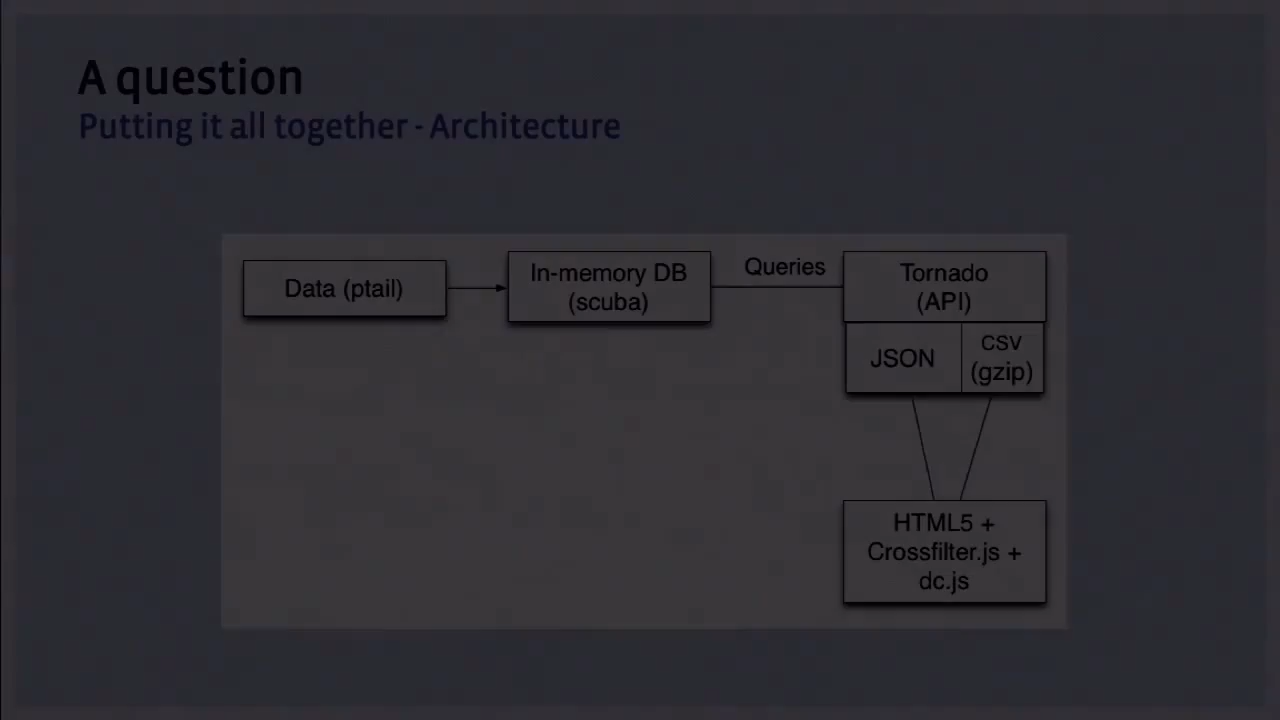 A question
Putting it all together - Architecture
Data (ptail)
In-memory DB
(scuba)
Queries
Tornado
(API)
JSON
CSV
(gzip)
HTML5 +
Crossfilter.js +
dc.js